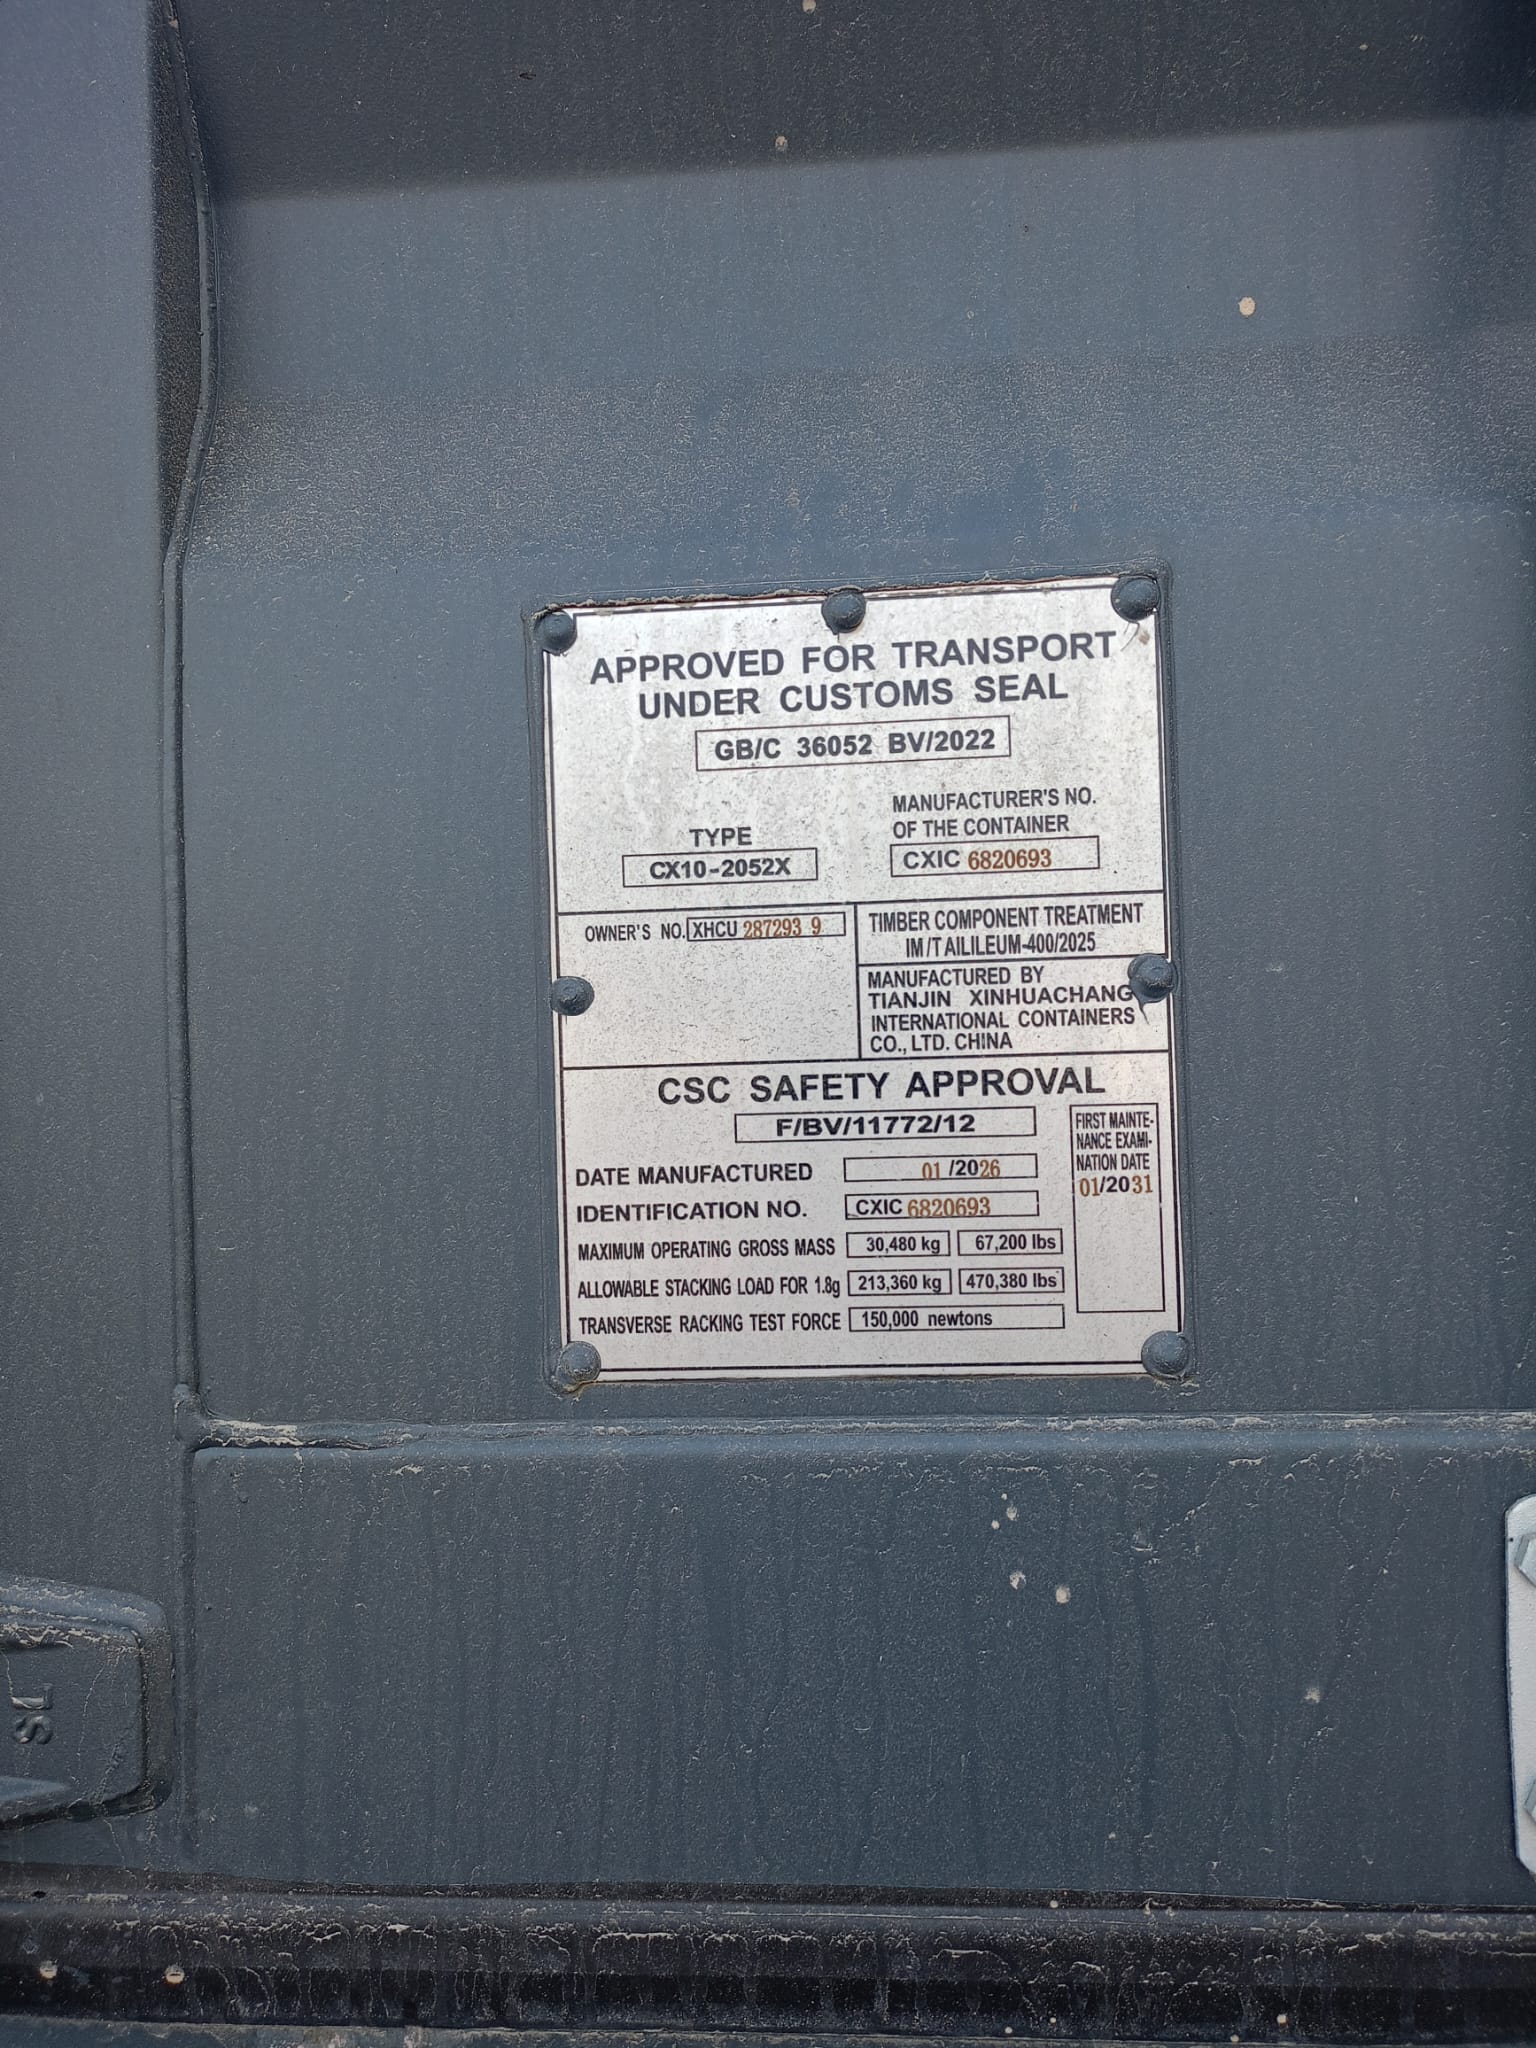 APPROVED FOR TRANSPORT
UNDER CUSTOMS SEAL
GB/C 36052 BV/2022
TYPE
CX10-2052X
MANUFACTURER'S NO.
OF THE CONTAINER
CXIC 6820693
OWNER'S NO. XHCU 287293 9
TIMBER COMPONENT TREATMENT
IM/TAILILEUM-400/2025
MANUFACTURED BY
TIANJIN XINHUACHANG
INTERNATIONAL CONTAINERS
CO., LTD. CHINA
CSC SAFETY APPROVAL
F/BV/11772/12
DATE MANUFACTURED 01 /2026
IDENTIFICATION NO. CXIC 6820693
MAXIMUM OPERATING GROSS MASS 30,480 kg 67,200 lbs
ALLOWABLE STACKING LOAD FOR 1.8g 213,360 kg 470,380 lbs
TRANSVERSE RACKING TEST FORCE 150,000 newtons
FIRST MAINTE-
NANCE EXAMI-
NATION DATE
01/2031